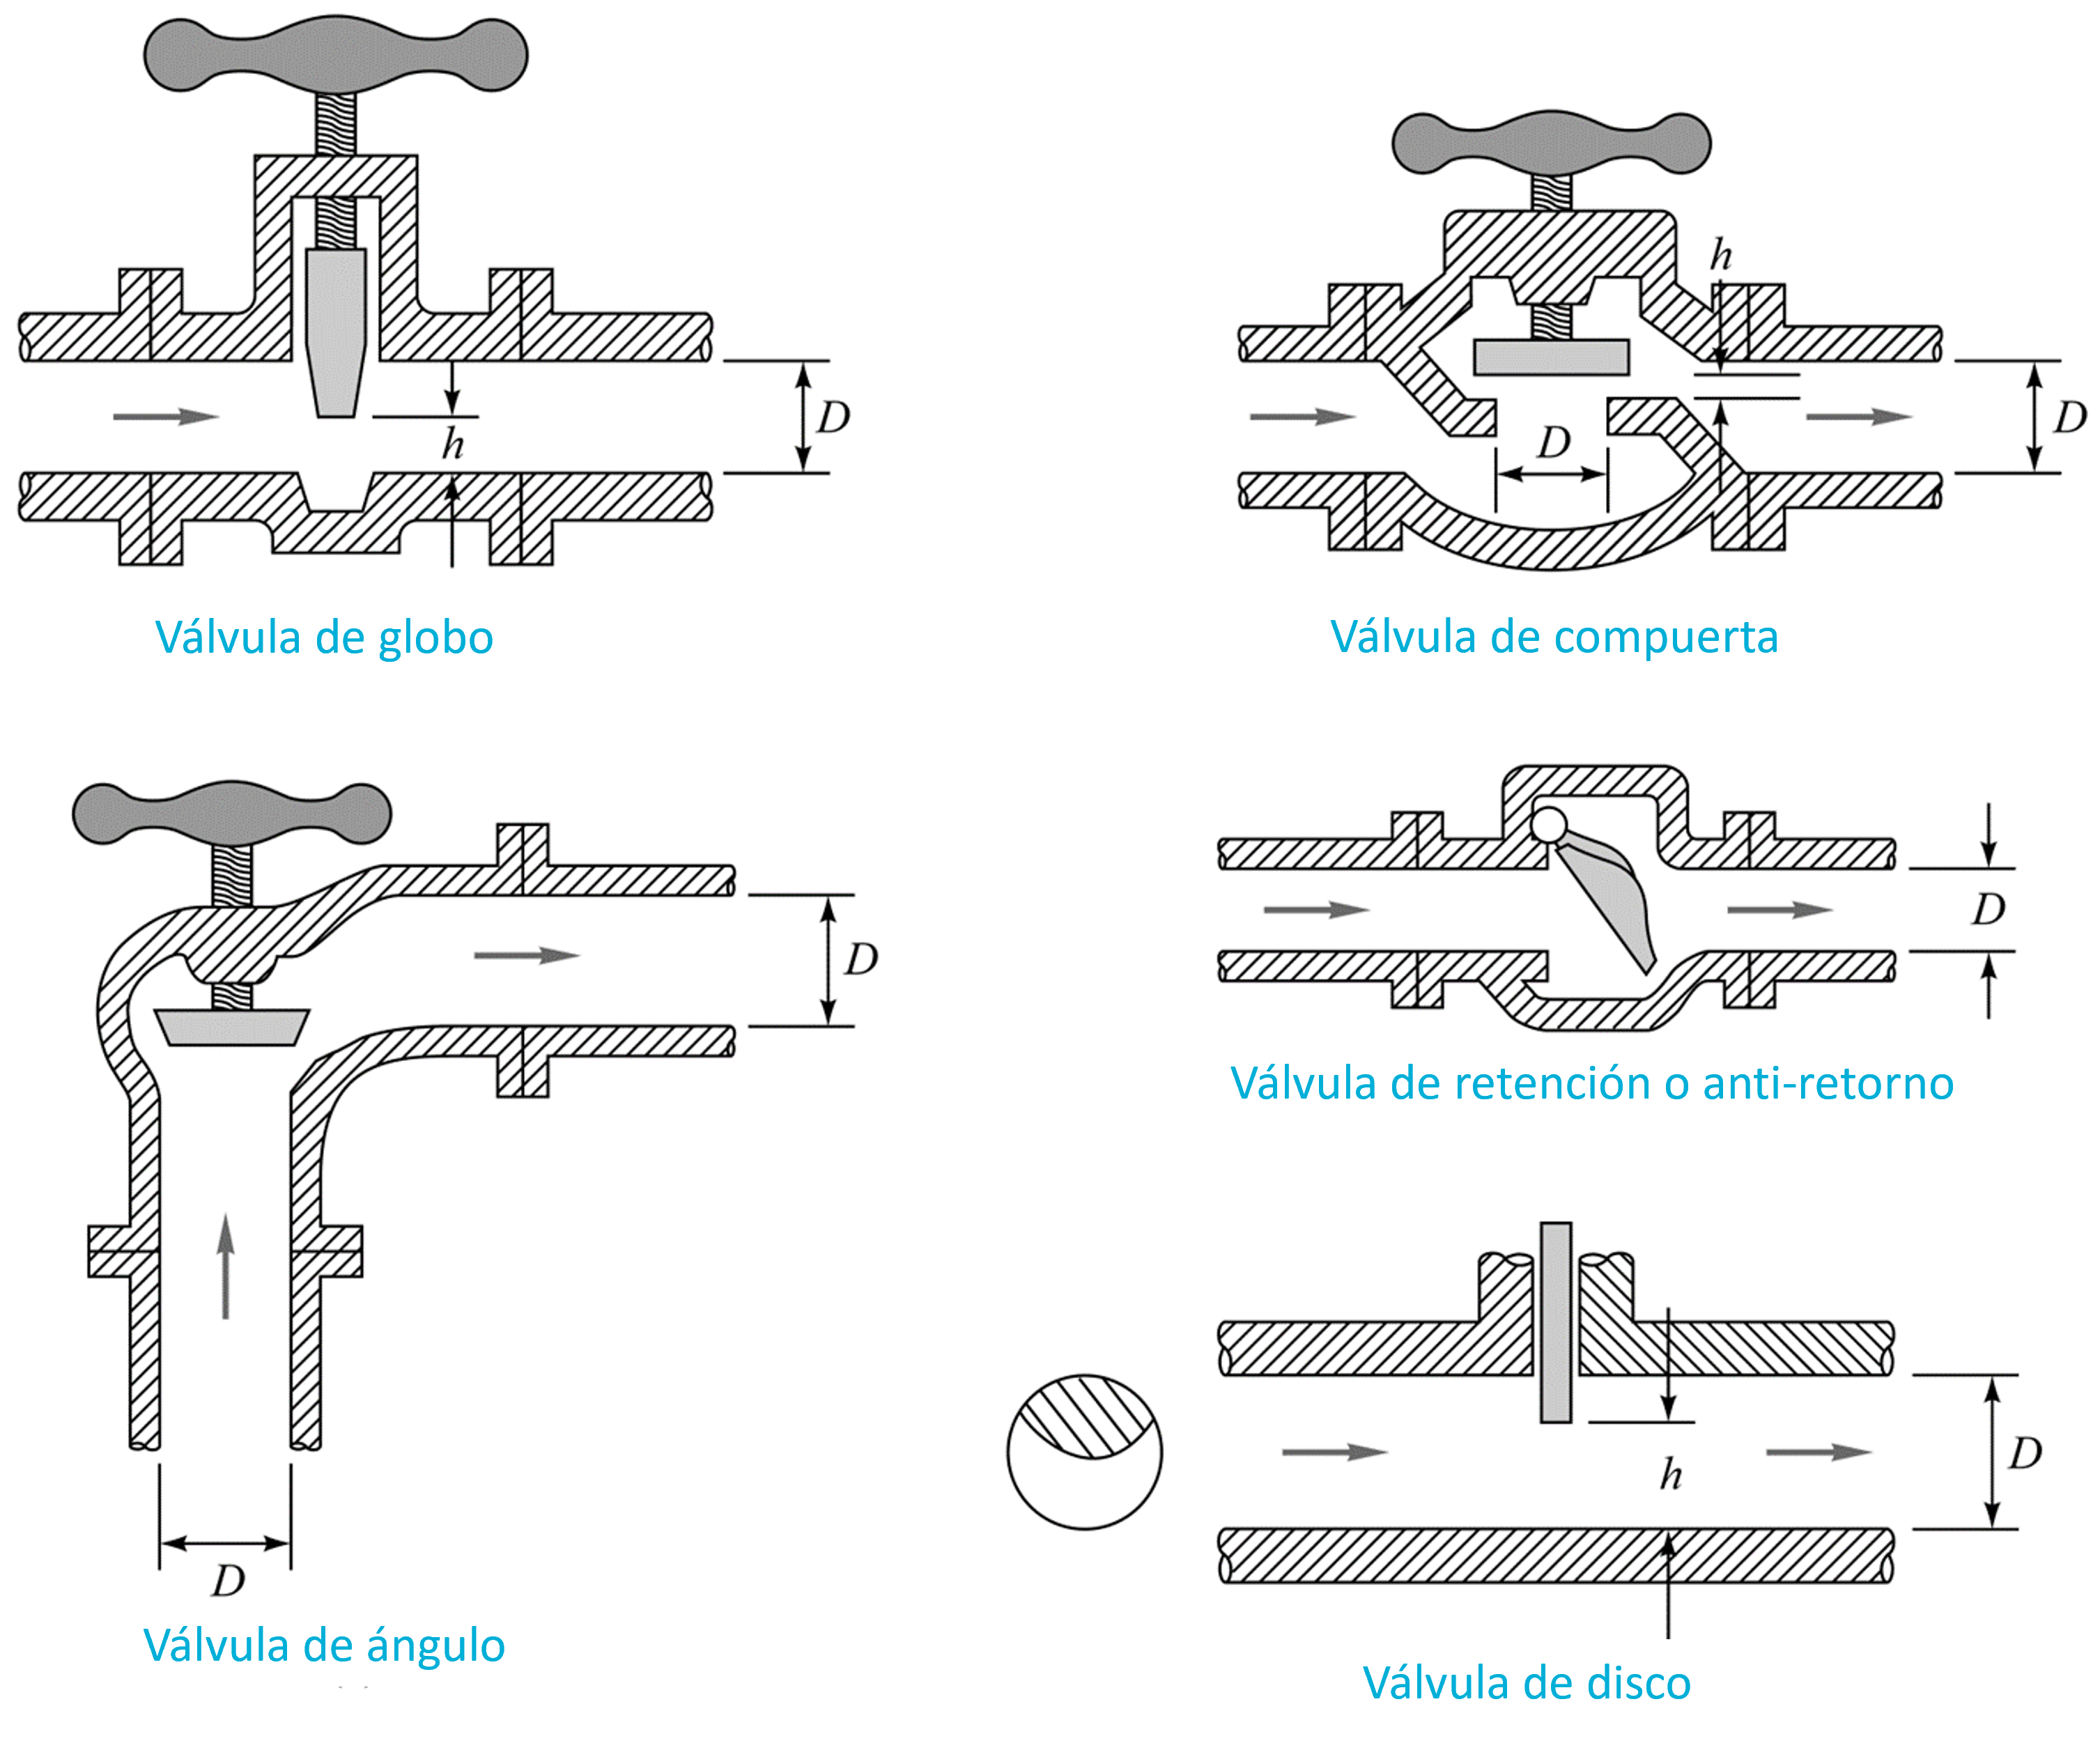 h
D
Válvula de globo
h
D
D
Válvula de compuerta
D
D
Válvula de ángulo
D
Válvula de retención o anti-retorno
h
D
Válvula de disco